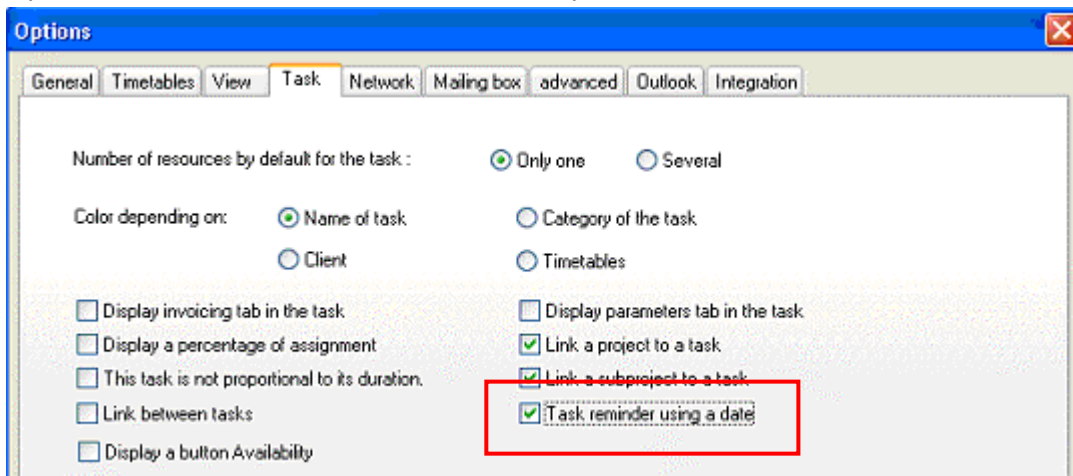 Options
General Timetables View Task Network Mailing box advanced Outlook Integration
Number of resources by default for the task : Only one Several
Color depending on: Name of task Category of the task
Client Timetables
Display invoicing tab in the task Display parameters tab in the task
Display a percentage of assignment Link a project to a task
This task is not proportional to its duration. Link a subproject to a task
Link between tasks Task reminder using a date
Display a button Availability